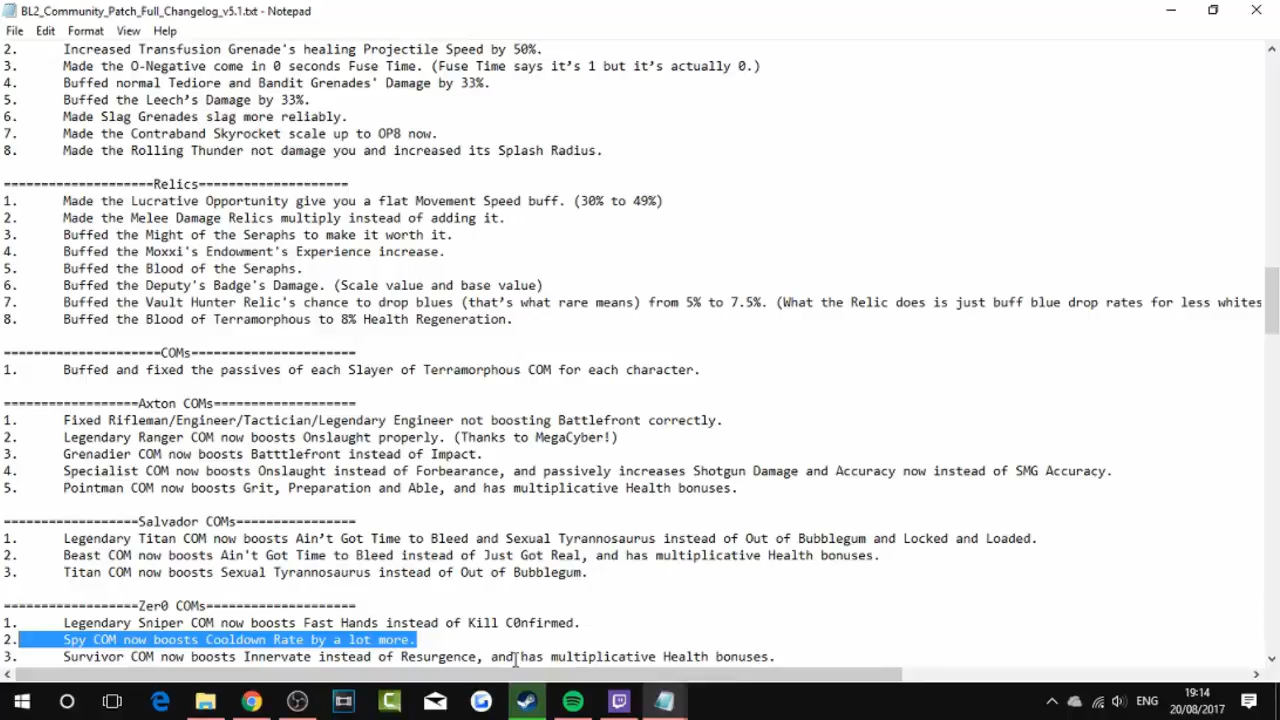 BL2_Community_Patch_Full_Changelog_v5.1.txt - Notepad
File Edit Format View Help
2. Increased Transfusion Grenade's healing Projectile Speed by 50%.
3. Made the O-Negative come in 0 seconds Fuse Time. (Fuse Time says it’s 1 but it’s actually 0.)
4. Buffed normal Tediore and Bandit Grenades' Damage by 33%.
5. Buffed the Leech’s Damage by 33%.
6. Made Slag Grenades slag more reliably.
7. Made the Contraband Skyrocket scale up to OP8 now.
8. Made the Rolling Thunder not damage you and increased its Splash Radius.
====================Relics====================
1. Made the Lucrative Opportunity give you a flat Movement Speed buff. (30% to 49%)
2. Made the Melee Damage Relics multiply instead of adding it.
3. Buffed the Might of the Seraphs to make it worth it.
4. Buffed the Moxxi's Endowment's Experience increase.
5. Buffed the Blood of the Seraphs.
6. Buffed the Deputy's Badge's Damage. (Scale value and base value)
7. Buffed the Vault Hunter Relic's chance to drop blues (that’s what rare means) from 5% to 7.5%. (What the Relic does is just buff blue drop rates for less whites
8. Buffed the Blood of Terramorphous to 8% Health Regeneration.
=====================COMs======================
1. Buffed and fixed the passives of each Slayer of Terramorphous COM for each character.
==================Axton COMs===================
1. Fixed Rifleman/Engineer/Tactician/Legendary Engineer not boosting Battlefront correctly.
2. Legendary Ranger COM now boosts Onslaught properly. (Thanks to MegaCyber!)
3. Grenadier COM now boosts Batttlefront instead of Impact.
4. Specialist COM now boosts Onslaught instead of Forbearance, and passively increases Shotgun Damage and Accuracy now instead of SMG Accuracy.
5. Pointman COM now boosts Grit, Preparation and Able, and has multiplicative Health bonuses.
==================Salvador COMs================
1. Legendary Titan COM now boosts Ain’t Got Time to Bleed and Sexual Tyrannosaurus instead of Out of Bubblegum and Locked and Loaded.
2. Beast COM now boosts Ain't Got Time to Bleed instead of Just Got Real, and has multiplicative Health bonuses.
3. Titan COM now boosts Sexual Tyrannosaurus instead of Out of Bubblegum.
==================Zer0 COMs====================
1. Legendary Sniper COM now boosts Fast Hands instead of Kill C0nfirmed.
2. Spy COM now boosts Cooldown Rate by a lot more.
3. Survivor COM now boosts Innervate instead of Resurgence, and has multiplicative Health bonuses.
ENG
19:14
20/08/2017